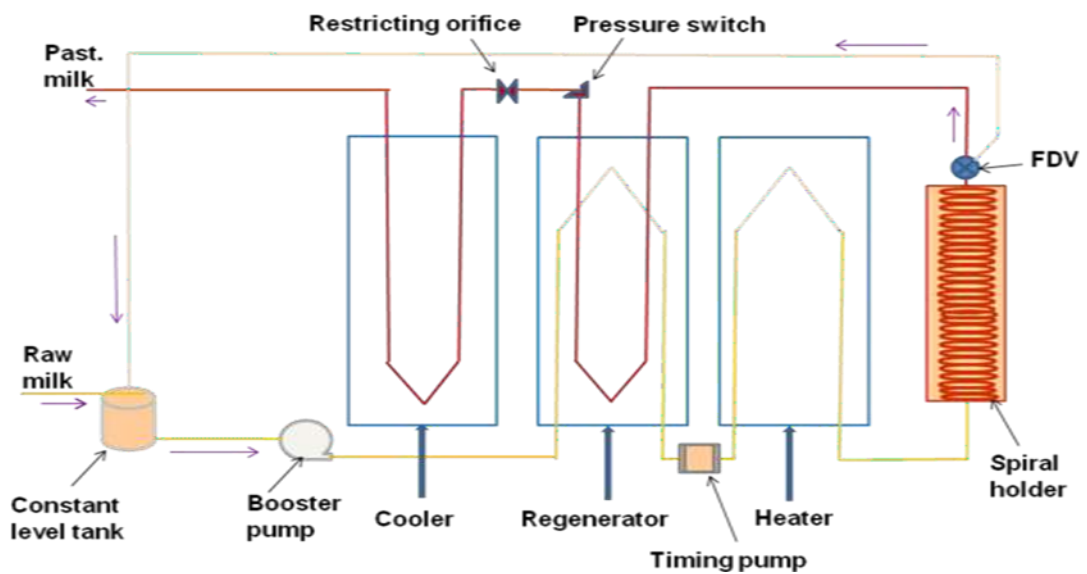 Restricting orifice
Pressure switch
Past.
milk
FDV
Raw
milk
Constant
level tank
Booster
pump
Cooler
Regenerator
Heater
Timing pump
Spiral
holder